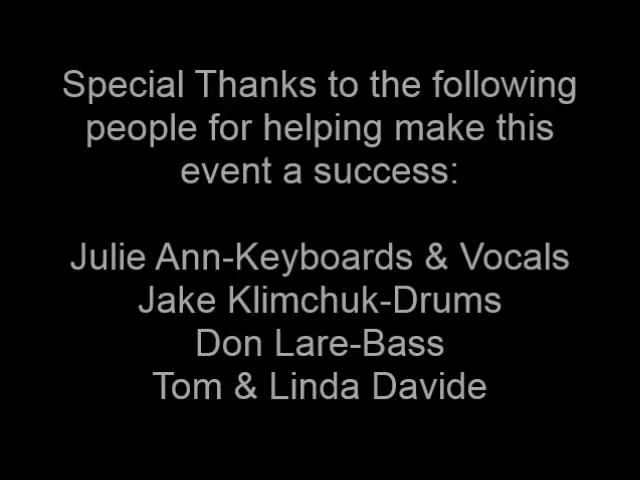 Special Thanks to the following
people for helping make this
event a success:
Julie Ann-Keyboards & Vocals
Jake Klimchuk-Drums
Don Lare-Bass
Tom & Linda Davide